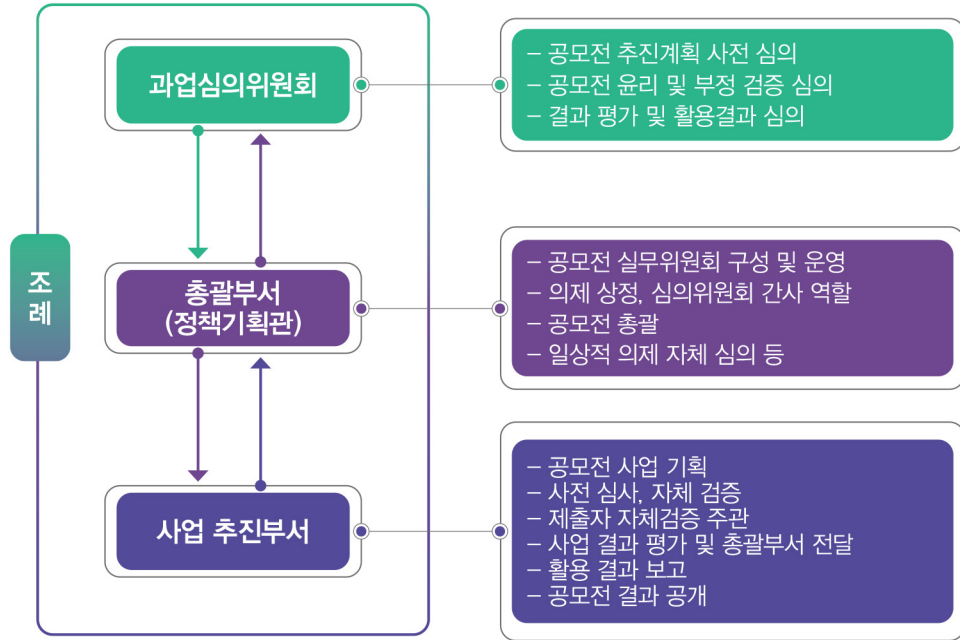 조
례
과업심의위원회
– 공모전 추진계획 사전 심의
– 공모전 윤리 및 부정 검증 심의
– 결과 평가 및 활용결과 심의
총괄부서
(정책기획관)
– 공모전 실무위원회 구성 및 운영
– 의제 상정, 심의위원회 간사 역할
– 공모전 총괄
– 일상적 의제 자체 심의 등
사업 추진부서
– 공모전 사업 기획
– 사전 심사, 자체 검증
– 제출자 자체검증 주관
– 사업 결과 평가 및 총괄부서 전달
– 활용 결과 보고
– 공모전 결과 공개